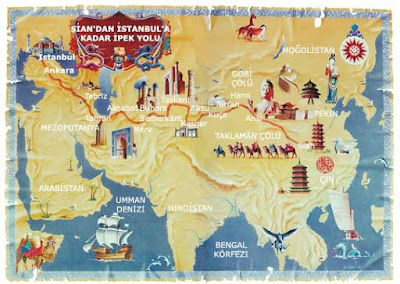 SİAN'DAN İSTANBUL'A
KADAR İPEK YOLU
MOĞOLİSTAN
İstanbul
Ankara
GOBİ
ÇÖLÜ
Tebriz
Taşkent
Hami
Turfan
Aksabat
Buhara
Aksu
Kuça
PEKİN
Tahran
Semerkant
Anşi
MEZOPOTAMYA
Merv
Kaşgar
TAKLAMAN ÇÖLÜ
Sian
ÇİN
ARABİSTAN
UMMAN
DENİZİ
HİNDİSTAN
BENGAL
KÖRFEZİ